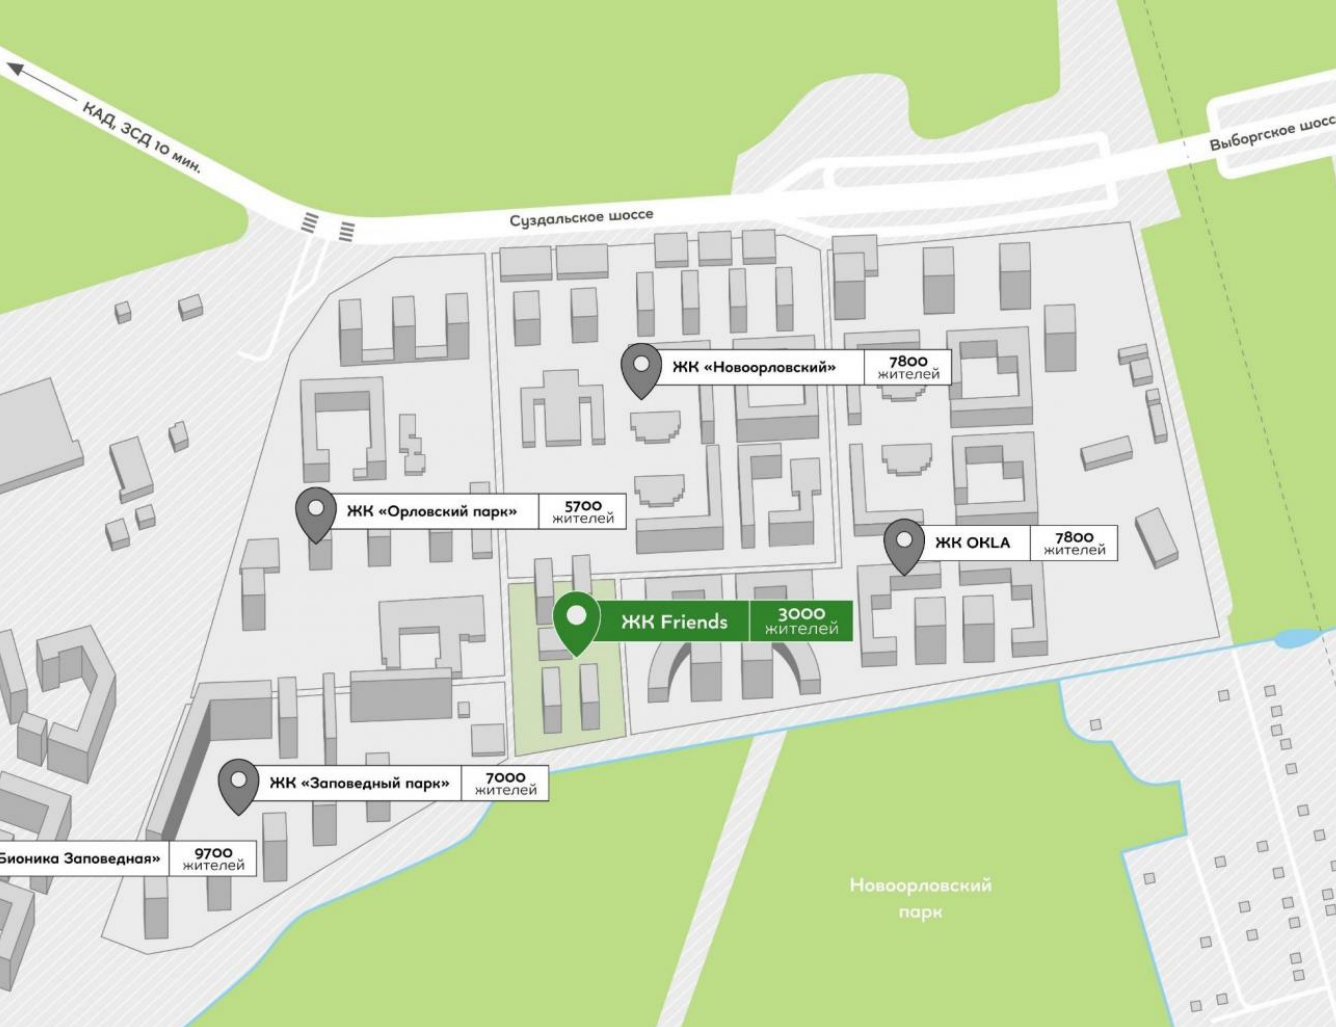 КАД, ЗСД 10 мин.
Суздальское шоссе
Выборгское шосс
ЖК «Новоорловский»
7800
жителей
ЖК «Орловский парк»
5700
жителей
ЖК OKLA
7800
жителей
ЖК Friends
3000
жителей
ЖК «Заповедный парк»
7000
жителей
Бионика Заповедная»
9700
жителей
Новоорловский
парк